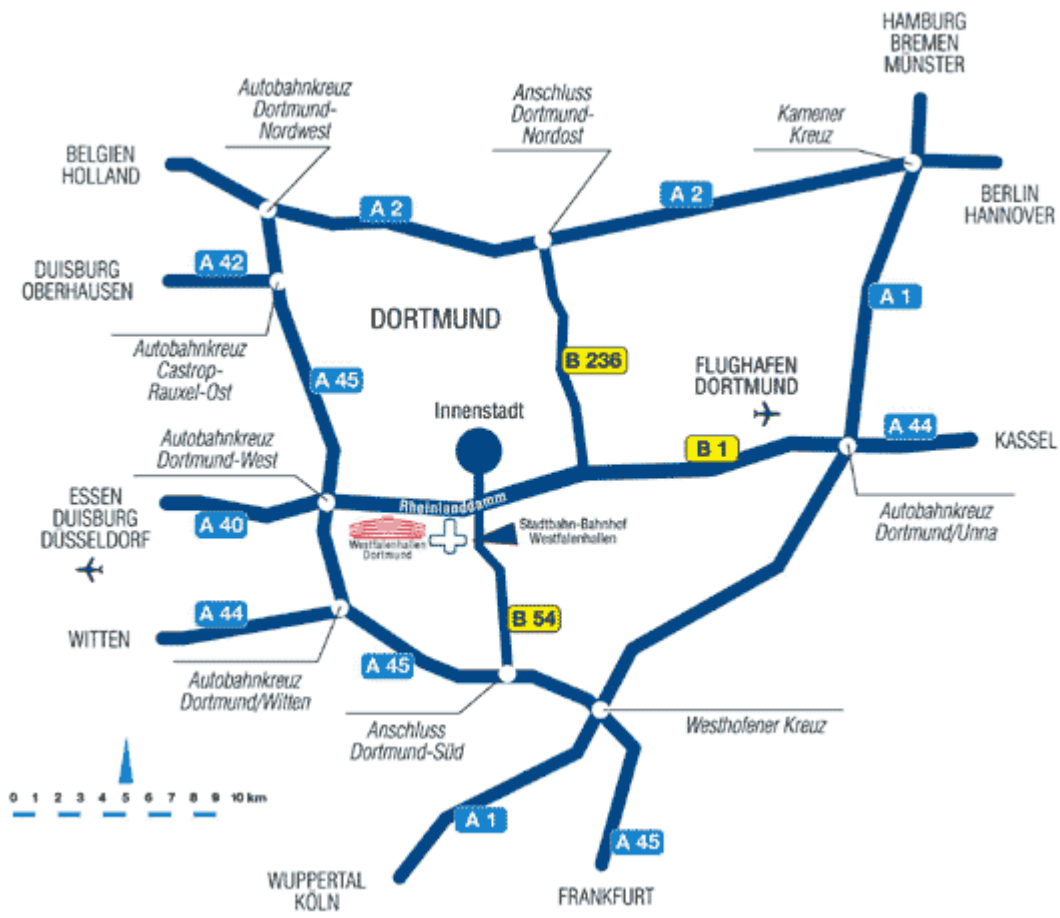 HAMBURG
BREMEN
MÜNSTER
Autobahnkreuz
Dortmund-
Nordwest
Anschluss
Dortmund-
Nordost
Kamener
Kreuz
BELGIEN
HOLLAND
A 2
A 2
BERLIN
HANNOVER
DUISBURG
OBERHAUSEN
A 42
A 1
DORTMUND
Autobahnkreuz
Castrop-
Rauxel-Ost
A 45
B 236
FLUGHAFEN
DORTMUND
Innenstadt
Autobahnkreuz
Dortmund-West
B 1
A 44
KASSEL
ESSEN
DUISBURG
DÜSSELDORF
A 40
Rheinlanddamm
Westfalenhallen
Dortmund
Stadtbahn-Bahnhof
Westfalenhallen
Autobahnkreuz
Dortmund/Unna
A 44
WITTEN
B 54
A 45
Autobahnkreuz
Dortmund/Witten
Anschluss
Dortmund-Süd
Westhofener Kreuz
0 1 2 3 4 5 6 7 8 9 10 km
A 1
A 45
WUPPERTAL
KÖLN
FRANKFURT